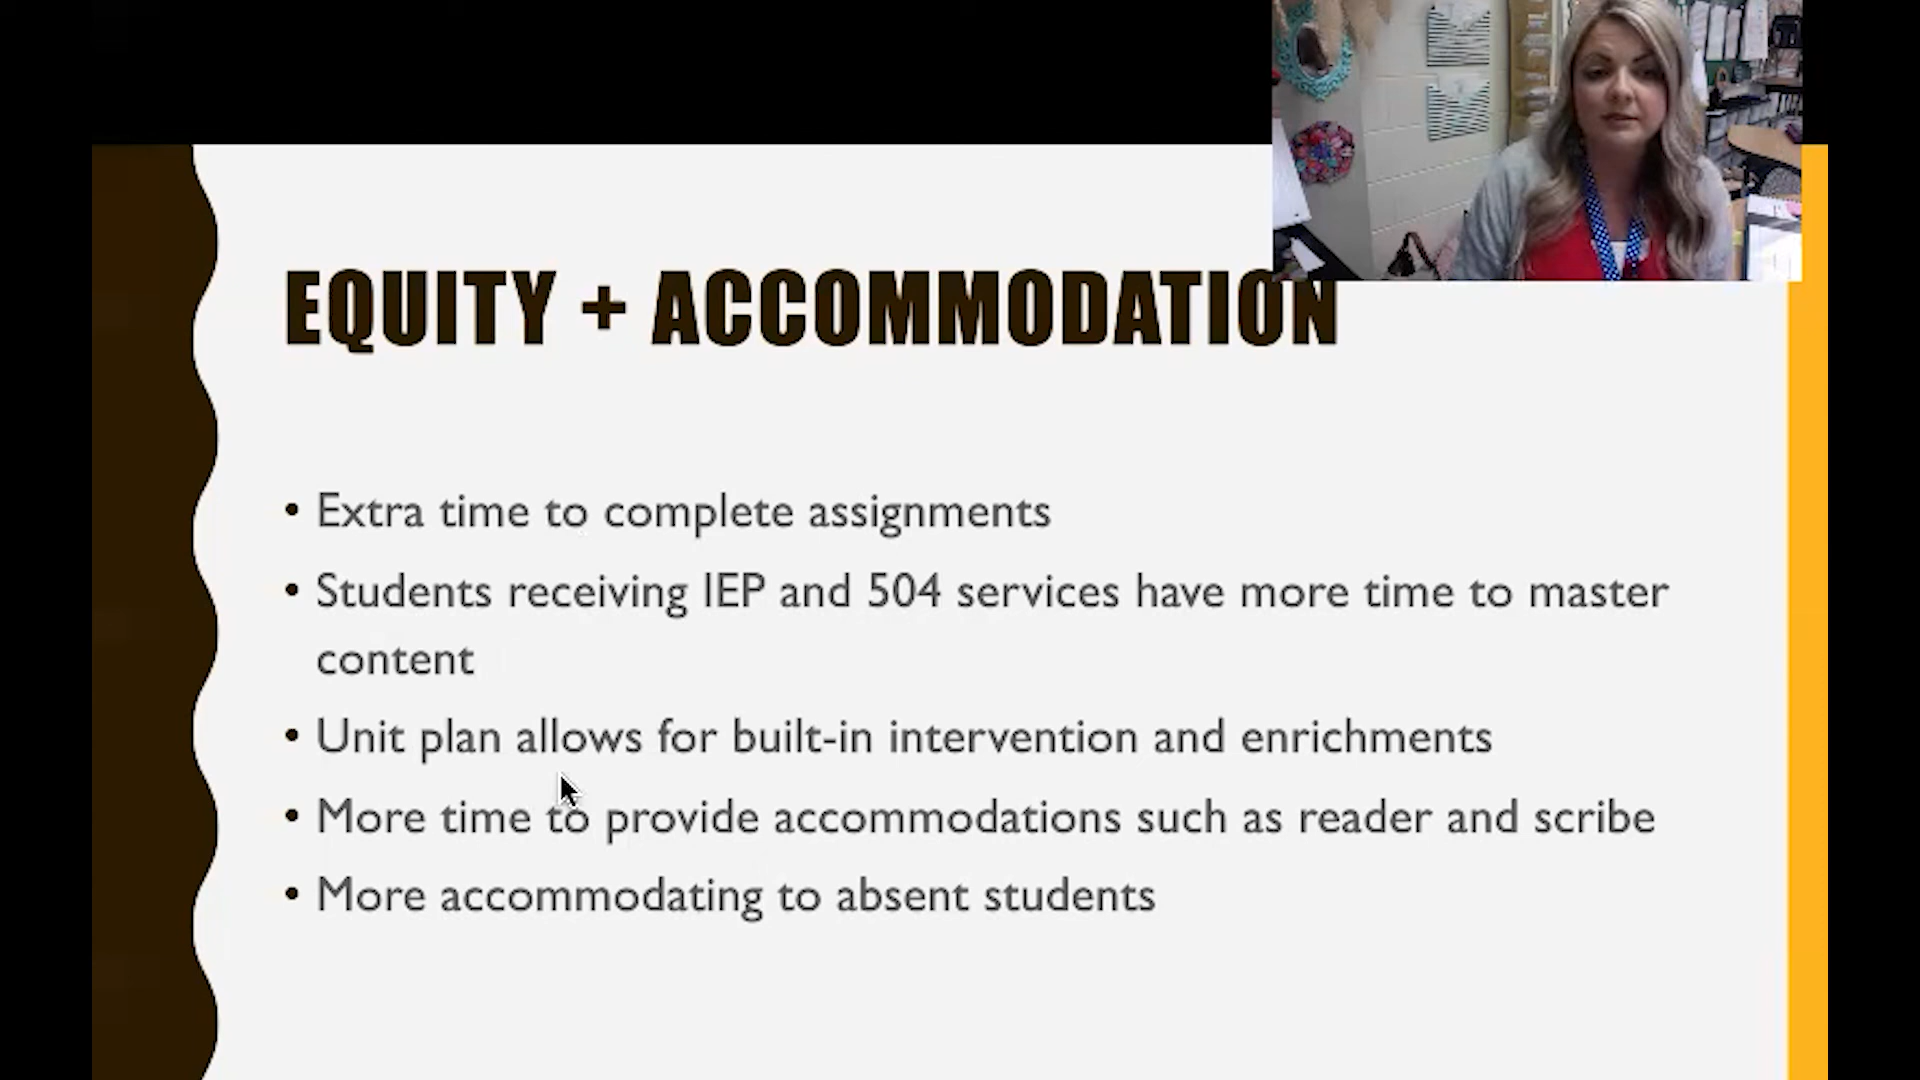 EQUITY + ACCOMMODATION
• Extra time to complete assignments
• Students receiving IEP and 504 services have more time to master
content
• Unit plan allows for built-in intervention and enrichments
• More time to provide accommodations such as reader and scribe
• More accommodating to absent students